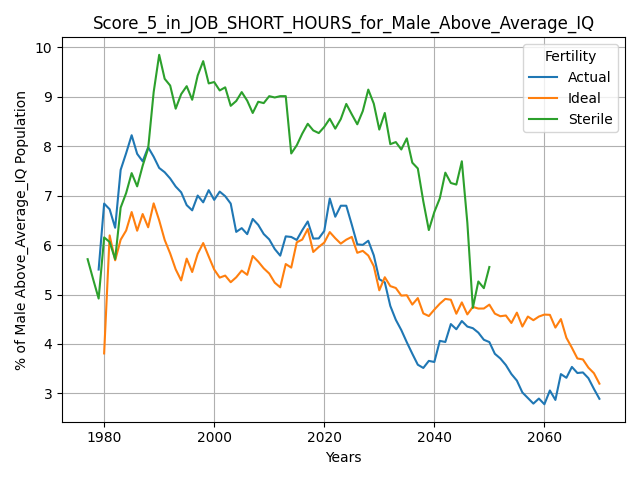 Score_5_in_JOB_SHORT_HOURS_for_Male_Above_Average_IQ
% of Male Above_Average_IQ Population
10
9
8
7
6
5
4
3
Fertility
Actual
Ideal
Sterile
1980 2000 2020 2040 2060
Years